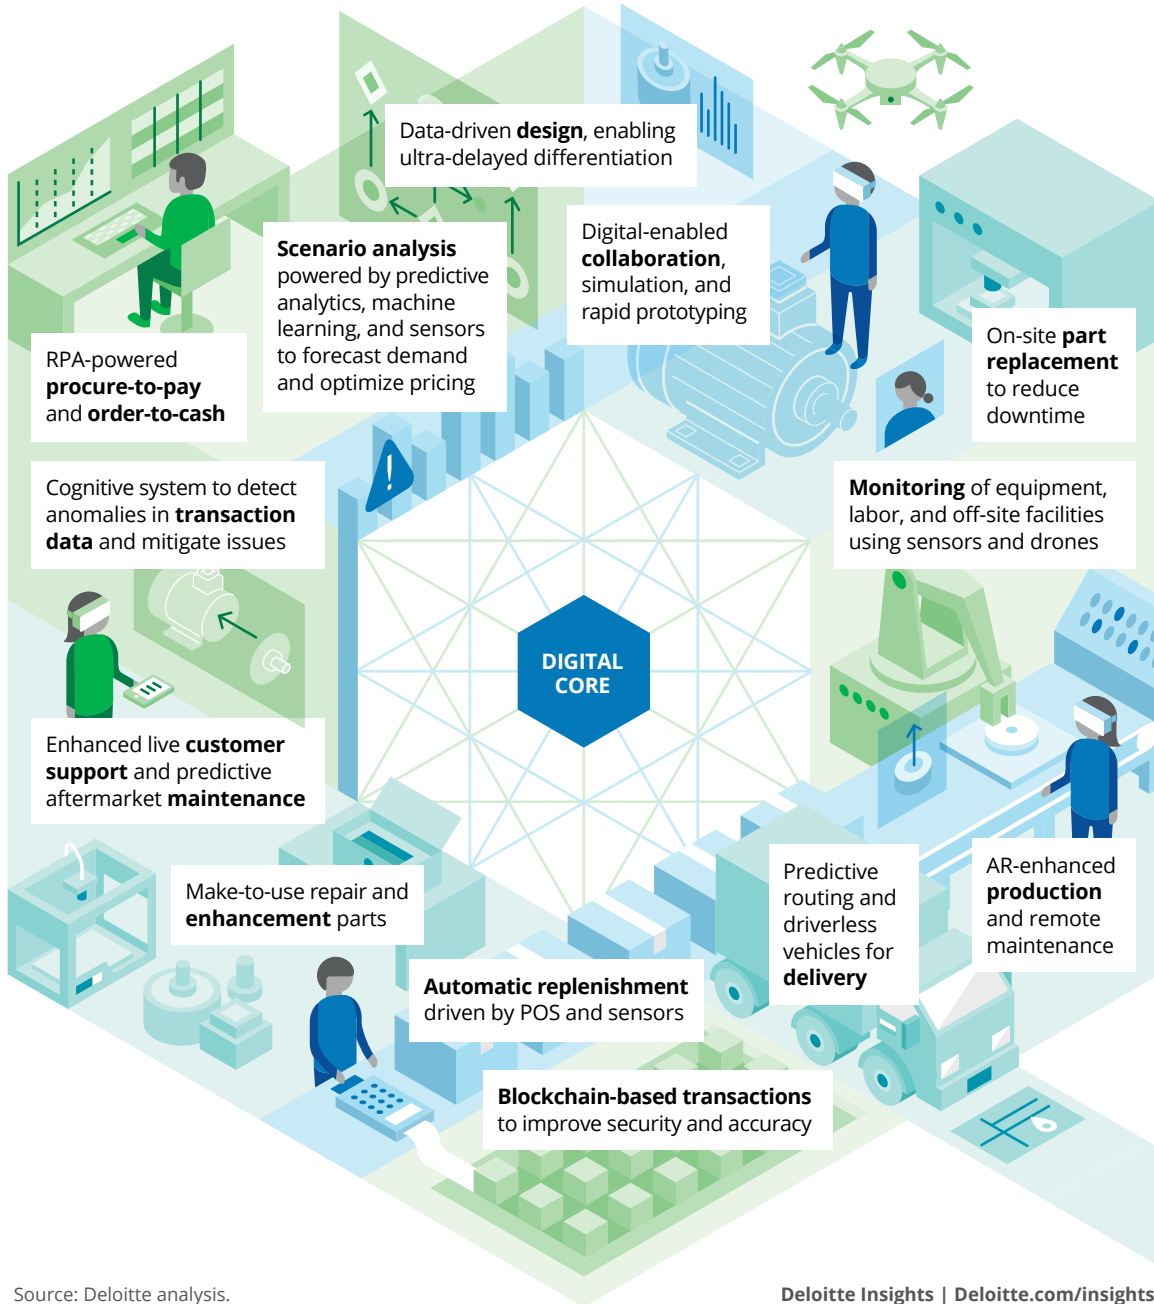 Data-driven design, enabling
ultra-delayed differentiation
Scenario analysis
powered by predictive
analytics, machine
learning, and sensors
to forecast demand
and optimize pricing
Digital-enabled
collaboration,
simulation, and
rapid prototyping
RPA-powered
procure-to-pay
and order-to-cash
On-site part
replacement
to reduce
downtime
Cognitive system to detect
anomalies in transaction
data and mitigate issues
!
Monitoring of equipment,
labor, and off-site facilities
using sensors and drones
DIGITAL
CORE
Enhanced live customer
support and predictive
aftermarket maintenance
Make-to-use repair and
enhancement parts
Predictive
routing and
driverless
vehicles for
delivery
AR-enhanced
production
and remote
maintenance
Automatic replenishment
driven by POS and sensors
Blockchain-based transactions
to improve security and accuracy
Source: Deloitte analysis.
Deloitte Insights | Deloitte.com/insights